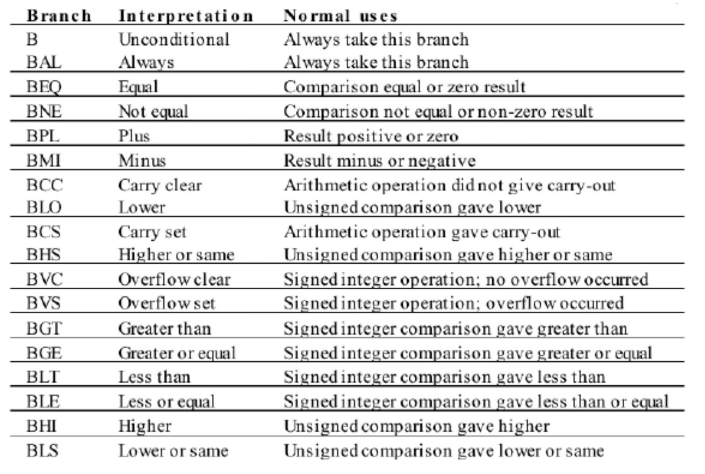 Branch Interpretation Normal uses
B Unconditional Always take this branch
BAL Always Always take this branch
BEQ Equal Comparison equal or zero result
BNE Not equal Comparison not equal or non-zero result
BPL Plus Result positive or zero
BMI Minus Result minus or negative
BCC Carry clear Arithmetic operation did not give carry-out
BLO Lower Unsigned comparison gave lower
BCS Carry set Arithmetic operation gave carry-out
BHS Higher or same Unsigned comparison gave higher or same
BVC Overflow clear Signed integer operation; no overflow occurred
BVS Overflow set Signed integer operation; overflow occurred
BGT Greater than Signed integer comparison gave greater than
BGE Greater or equal Signed integer comparison gave greater or equal
BLT Less than Signed integer comparison gave less than
BLE Less or equal Signed integer comparison gave less than or equal
BHI Higher Unsigned comparison gave higher
BLS Lower or same Unsigned comparison gave lower or same